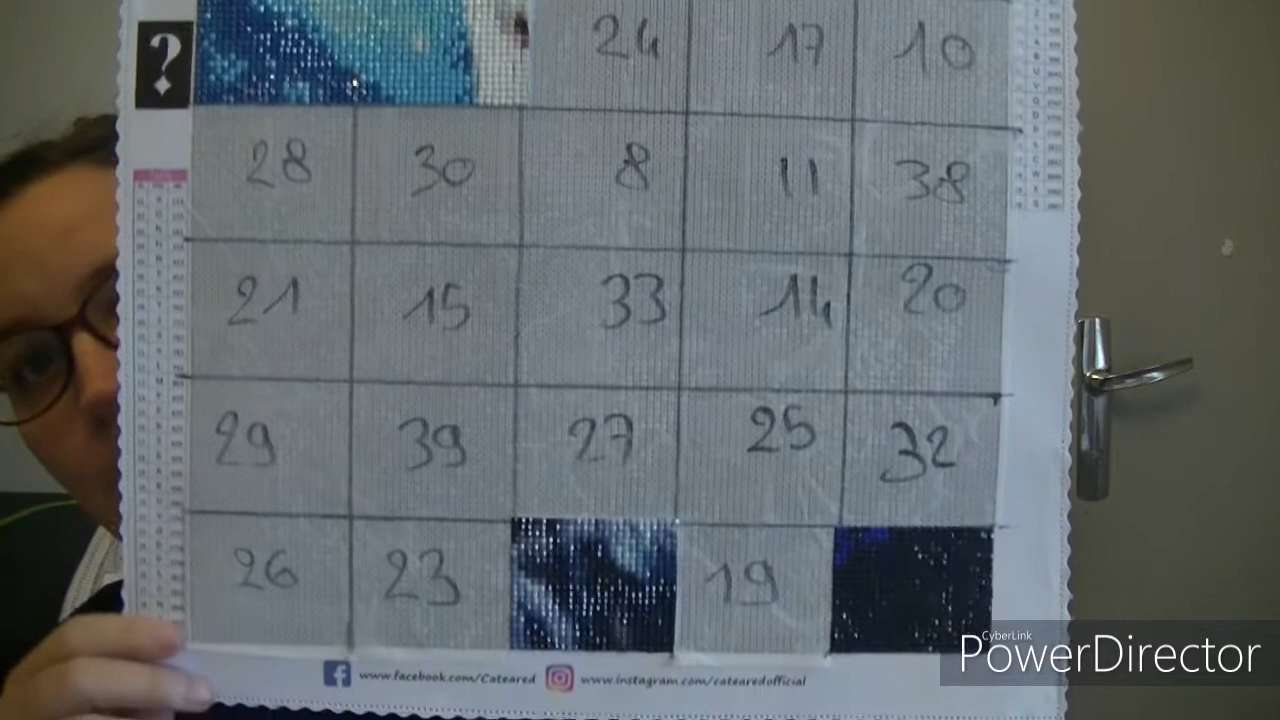 ?
24 17 10
28 30 8 11 38
21 15 33 14 20
29 39 27 25 32
26 23 19
www.facebook.com/Cateared www.instagram.com/catearedofficial
CyberLink
PowerDirector